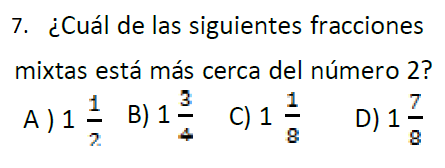 7. ¿Cuál de las siguientes fracciones
mixtas está más cerca del número 2?
A ) 1 1/2 B) 1 3/4 C) 1 1/8 D) 1 7/8